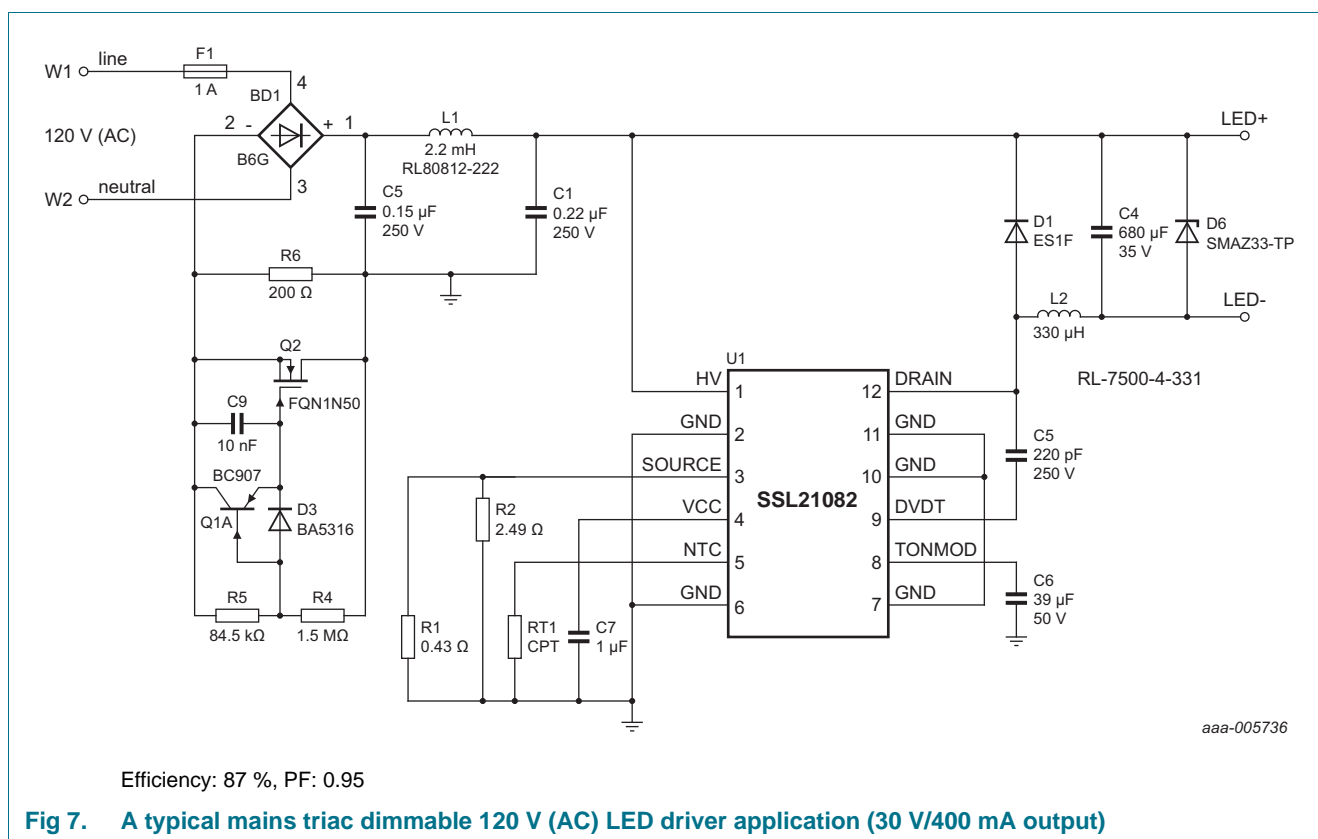 line
F1
W1
1 A
4
BD1
2
-
+
1
L1
LED+
120 V (AC)
2.2 mH
RL80812-222
B6G
neutral
3
W2
C5
0.15 µF
250 V
C1
0.22 µF
250 V
D1
ES1F
C4
680 µF
35 V
D6
SMAZ33-TP
R6
200 Ω
L2
330 µH
LED-
Q2
FQN1N50
U1
HV
1
12
DRAIN
RL-7500-4-331
C9
10 nF
GND
2
11
GND
C5
220 pF
250 V
BC907
Q1A
D3
BA5316
SOURCE
3
10
GND
SSL21082
R2
2.49 Ω
VCC
4
9
DVDT
NTC
5
8
TONMOD
C6
39 µF
50 V
GND
6
7
GND
R5
84.5 kΩ
R4
1.5 MΩ
R1
0.43 Ω
RT1
CPT
C7
1 µF
aaa-005736
Efficiency: 87 %, PF: 0.95
Fig 7. A typical mains triac dimmable 120 V (AC) LED driver application (30 V/400 mA output)